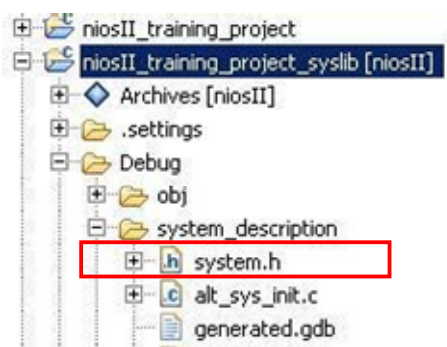 niosII_training_project
niosII_training_project_syslib [niosII]
Archives [niosII]
.settings
Debug
obj
system_description
.h system.h
.c alt_sys_init.c
generated.gdb